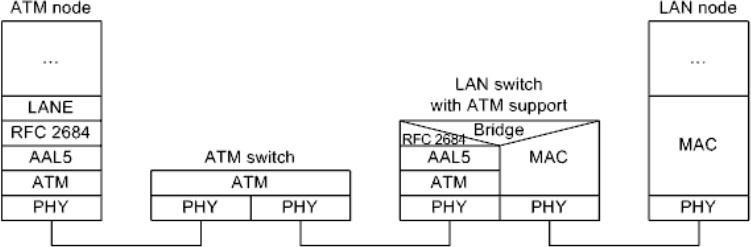 ATM node
...
LANE
RFC 2684
AAL5
ATM
PHY
ATM switch
ATM
PHY PHY
LAN switch
with ATM support
Bridge
RFC 2684
AAL5
ATM
PHY
MAC
PHY
LAN node
...
MAC
PHY